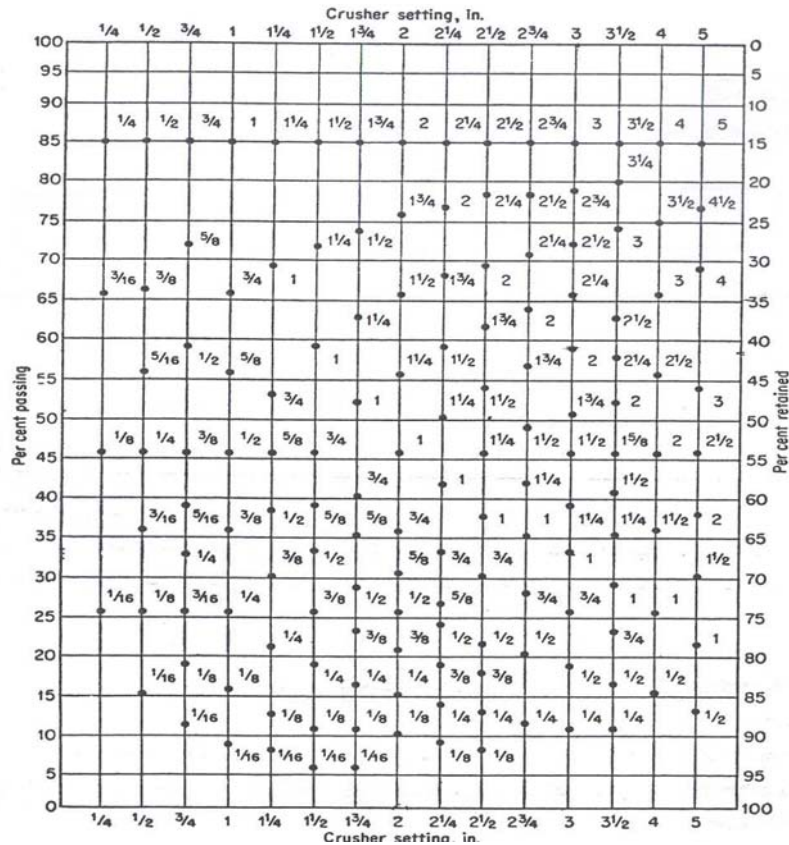 Crusher setting, in.
1/4 1/2 3/4 1 1 1/4 1 1/2 1 3/4 2 2 1/4 2 1/2 2 3/4 3 3 1/2 4 5
100 0
95 5
90 10
1/4 1/2 3/4 1 1 1/4 1 1/2 1 3/4 2 2 1/4 2 1/2 2 3/4 3 3 1/2 4 5
85 15
3 1/4
80 20
1 3/4 2 2 1/4 2 1/2 2 3/4 3 1/2 4 1/2
75 25
5/8 1 1/4 1 1/2 2 1/4 2 1/2 3
70 30
3/16 3/8 3/4 1 1 1/2 1 3/4 2 2 1/4 3 4
65 35
1 1/4 1 3/4 2 ?1/2
60 40
5/16 1/2 5/8 1 1 1/4 1 1/2 1 3/4 2 2 1/4 2 1/2
55 45
3/4 1 1 1/4 1 1/2 1 3/4 2 3
50 50
1/8 1/4 3/8 1/2 5/8 3/4 1 1 1/4 1 1/2 1 1/2 1 5/8 2 2 1/2
45 55
3/4 1 1 1/4 1 1/2
40 60
3/16 5/16 3/8 1/2 5/8 5/8 3/4 1 1 1 1/4 1 1/4 1 1/2 2
35 65
1/4 3/8 1/2 5/8 3/4 3/4 1 1 1/2
30 70
1/16 1/8 3/16 1/4 3/8 1/2 1/2 5/8 3/4 3/4 1 1
25 75
1/4 3/8 3/8 1/2 1/2 1/2 3/4 1
20 80
1/16 1/8 1/8 1/4 1/4 1/4 3/8 3/8 1/2 1/2 1/2
15 85
1/16 1/8 1/8 1/8 1/8 1/4 1/4 1/4 1/4 1/4 1/2
10 90
1/16 1/16 1/16 1/16 1/8 1/8
5 95
0 100
1/4 1/2 3/4 1 1 1/4 1 1/2 1 3/4 2 2 1/4 2 1/2 2 3/4 3 3 1/2 4 5
Crusher setting, in.
Per cent passing
Per cent retained